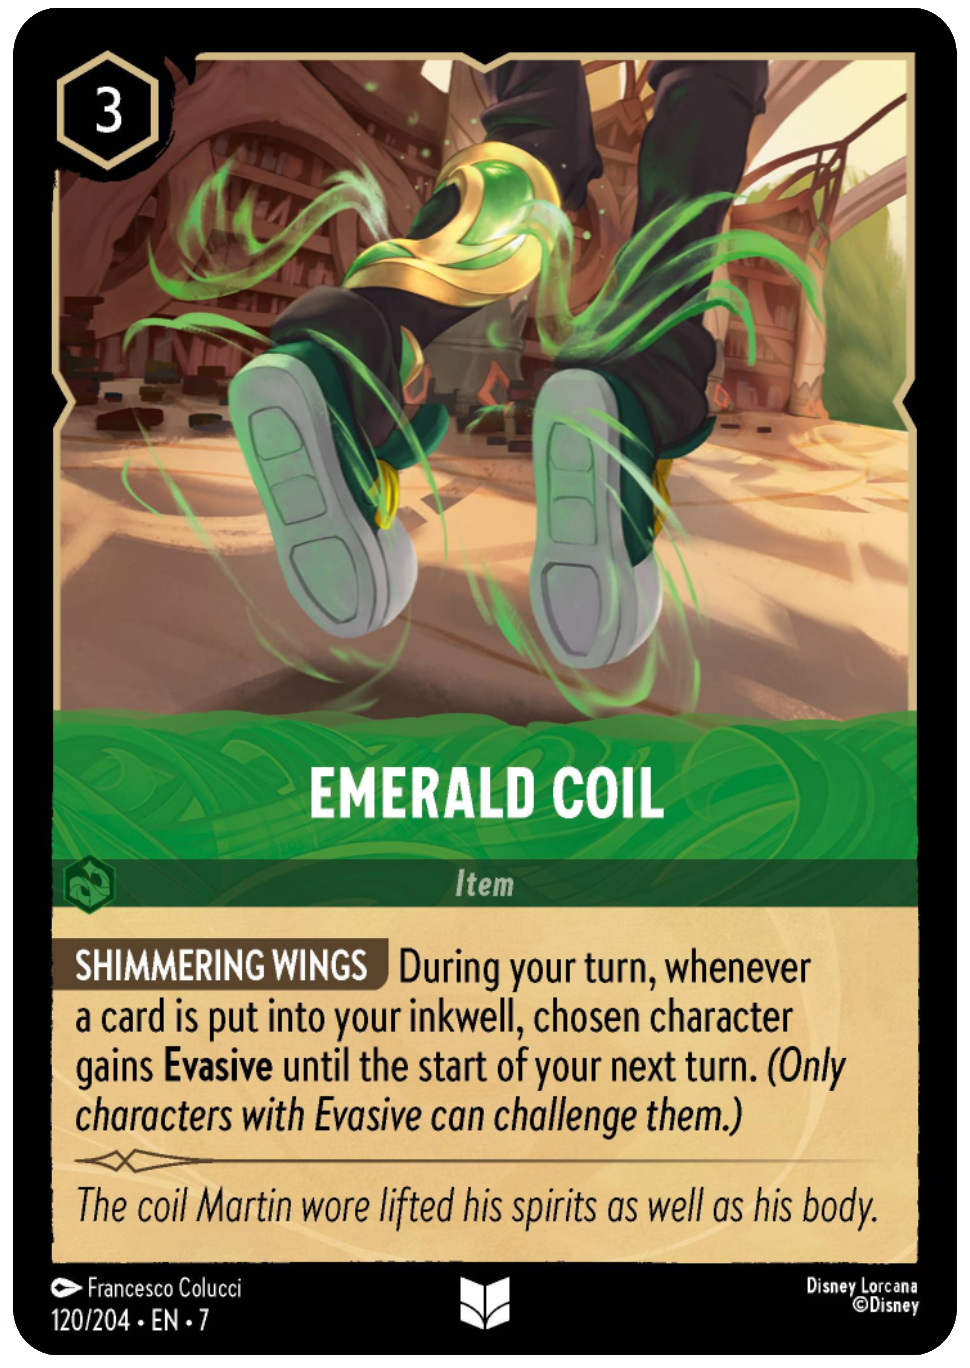 3
EMERALD COIL
Item
SHIMMERING WINGS During your turn, whenever
a card is put into your inkwell, chosen character
gains Evasive until the start of your next turn. (Only
characters with Evasive can challenge them.)
The coil Martin wore lifted his spirits as well as his body.
Francesco Colucci
120/204 • EN • 7
Disney Lorcana
©Disney